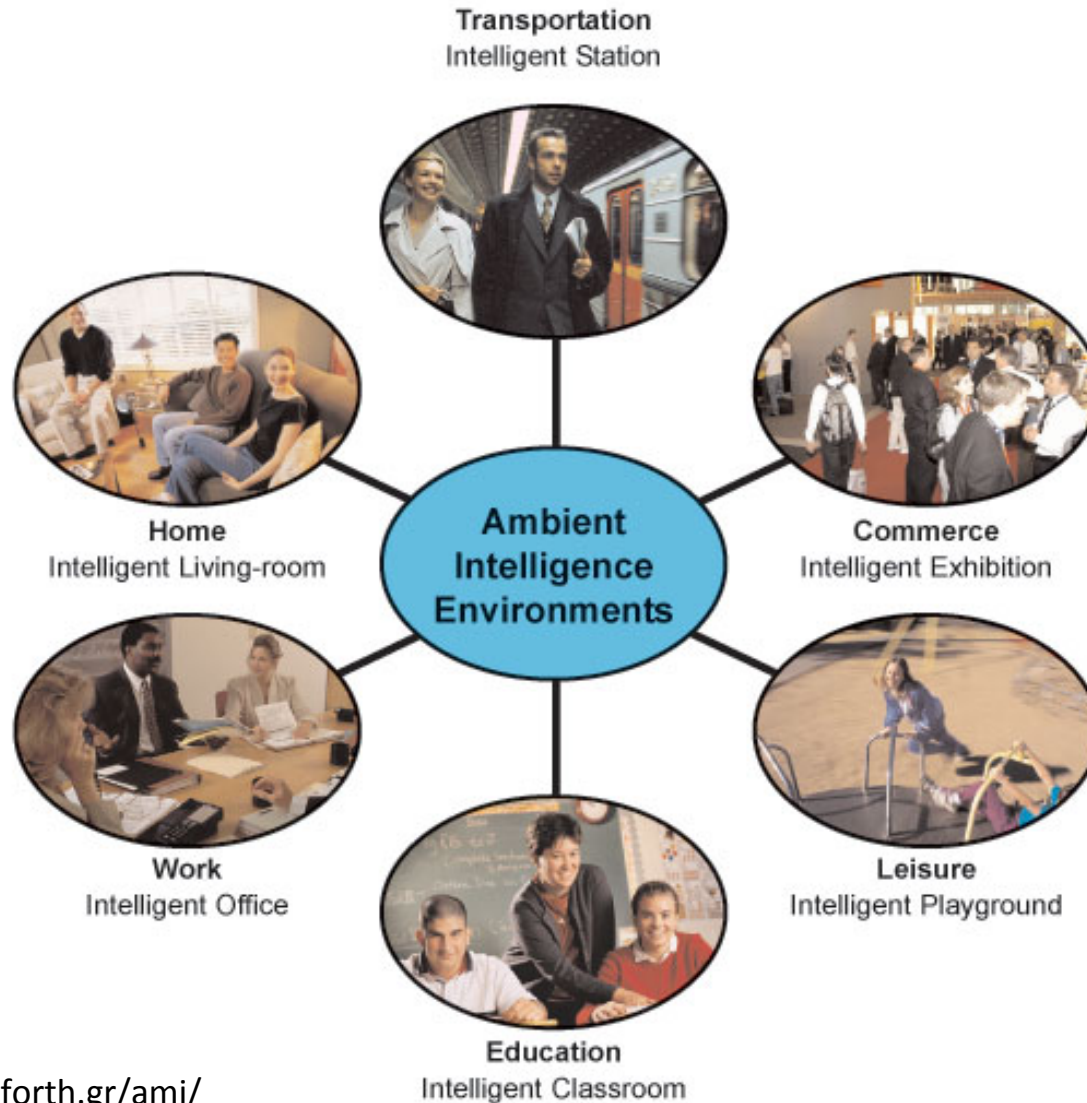 Transportation
Intelligent Station
Home
Intelligent Living-room
Ambient
Intelligence
Environments
Commerce
Intelligent Exhibition
Work
Intelligent Office
Leisure
Intelligent Playground
Education
Intelligent Classroom
forth.gr/ami/